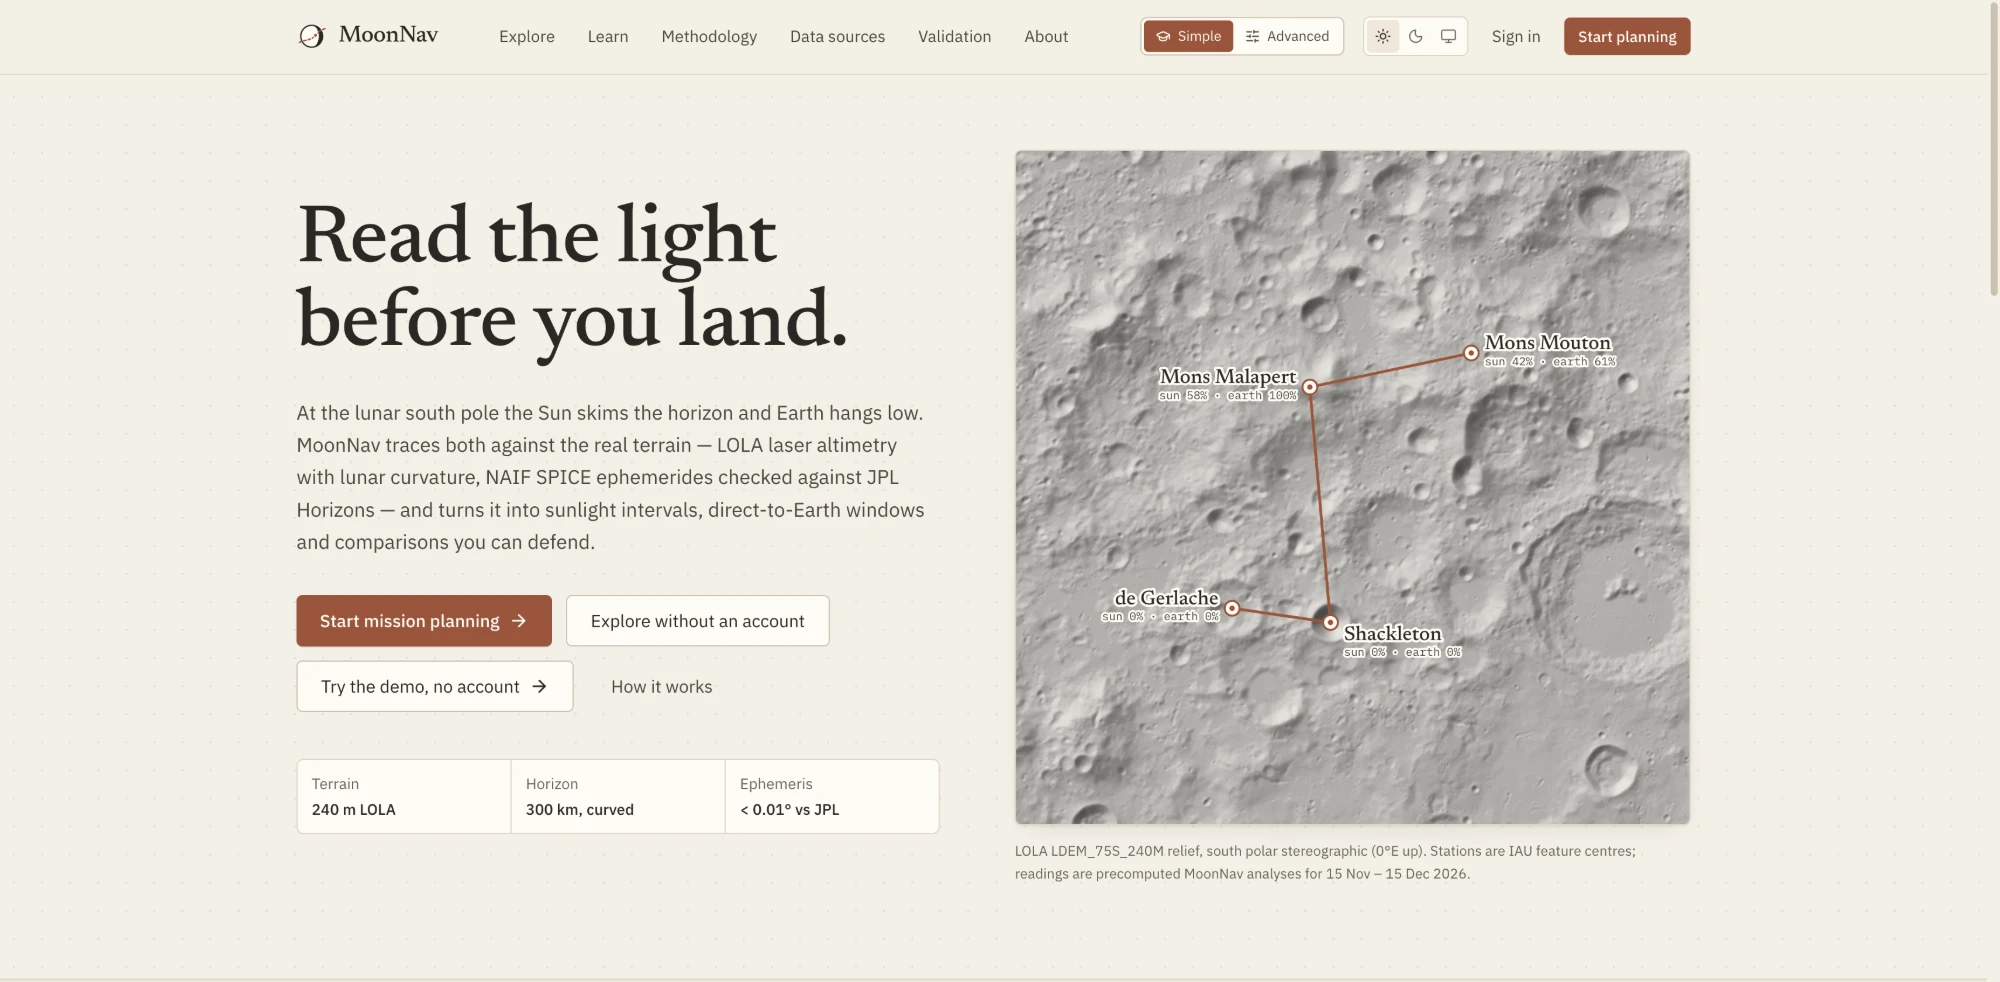 MoonNav
Explore
Learn
Methodology
Data sources
Validation
About
Simple
Advanced
Sign in
Start planning
Read the light
before you land.
At the lunar south pole the Sun skims the horizon and Earth hangs low.
MoonNav traces both against the real terrain — LOLA laser altimetry
with lunar curvature, NAIF SPICE ephemerides checked against JPL
Horizons — and turns it into sunlight intervals, direct-to-Earth windows
and comparisons you can defend.
Start mission planning →
Explore without an account
Try the demo, no account →
How it works
Terrain
240 m LOLA
Horizon
300 km, curved
Ephemeris
< 0.01° vs JPL
Mons Mouton
sun 42% · earth 61%
Mons Malapert
sun 58% · earth 100%
de Gerlache
sun 0% · earth 0%
Shackleton
sun 0% · earth 0%
LOLA LDEM_75S_240M relief, south polar stereographic (0°E up). Stations are IAU feature centres;
readings are precomputed MoonNav analyses for 15 Nov – 15 Dec 2026.